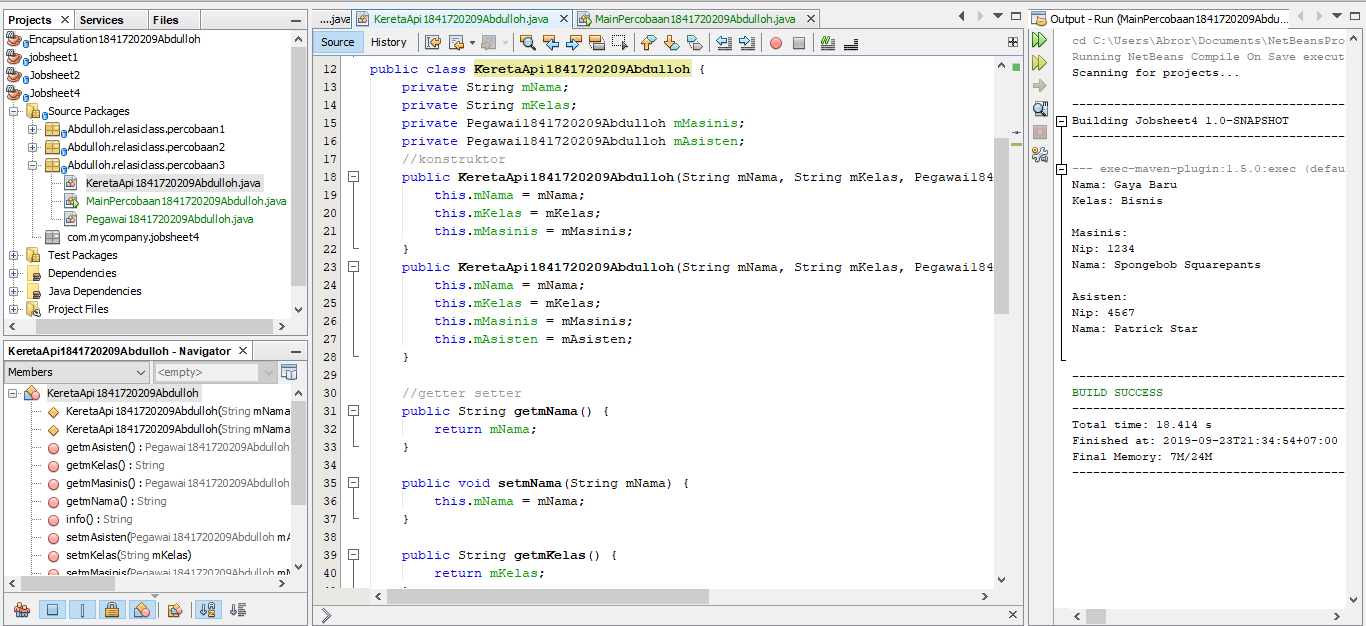 Projects
Services
Files
Encapsulation1841720209Abdulloh
jobsheet1
Jobsheet2
Jobsheet4
Source Packages
Abdulloh.relasiclass.percobaan1
Abdulloh.relasiclass.percobaan2
Abdulloh.relasiclass.percobaan3
KeretaApi1841720209Abdulloh.java
MainPercobaan1841720209Abdulloh.java
Pegawai1841720209Abdulloh.java
com.mycompany.jobsheet4
Test Packages
Dependencies
Java Dependencies
Project Files
KeretaApi1841720209Abdulloh - Navigator
Members
<empty>
KeretaApi1841720209Abdulloh
KeretaApi1841720209Abdulloh(String mNama
KeretaApi1841720209Abdulloh(String mNama
getmAsisten() : Pegawai1841720209Abdulloh
getmKelas() : String
getmMasinis() : Pegawai1841720209Abdulloh
getmNama() : String
info() : String
setmAsisten(Pegawai1841720209Abdulloh mA
setmKelas(String mKelas)
setmMasinis(Pegawai1841720209Abdulloh mM
....java
KeretaApi1841720209Abdulloh.java
MainPercobaan1841720209Abdulloh.java
Source
History
12 public class KeretaApi1841720209Abdulloh {
13 private String mNama;
14 private String mKelas;
15 private Pegawai1841720209Abdulloh mMasinis;
16 private Pegawai1841720209Abdulloh mAsisten;
17 //konstruktor
18 public KeretaApi1841720209Abdulloh(String mNama, String mKelas, Pegawai184
19 this.mNama = mNama;
20 this.mKelas = mKelas;
21 this.mMasinis = mMasinis;
22 }
23 public KeretaApi1841720209Abdulloh(String mNama, String mKelas, Pegawai184
24 this.mNama = mNama;
25 this.mKelas = mKelas;
26 this.mMasinis = mMasinis;
27 this.mAsisten = mAsisten;
28 }
29
30 //getter setter
31 public String getmNama() {
32 return mNama;
33 }
34
35 public void setmNama(String mNama) {
36 this.mNama = mNama;
37 }
38
39 public String getmKelas() {
40 return mKelas;
Output - Run (MainPercobaan1841720209Abdu...
cd C:\Users\Abror\Documents\NetBeansPro
Running NetBeans Compile On Save execut
Scanning for projects...
------------------------------------------------------------------------
Building Jobsheet4 1.0-SNAPSHOT
------------------------------------------------------------------------
--- exec-maven-plugin:1.5.0:exec (defau
Nama: Gaya Baru
Kelas: Bisnis
Masinis:
Nip: 1234
Nama: Spongebob Squarepants
Asisten:
Nip: 4567
Nama: Patrick Star
------------------------------------------------------------------------
BUILD SUCCESS
------------------------------------------------------------------------
Total time: 18.414 s
Finished at: 2019-09-23T21:34:54+07:00
Final Memory: 7M/24M
------------------------------------------------------------------------